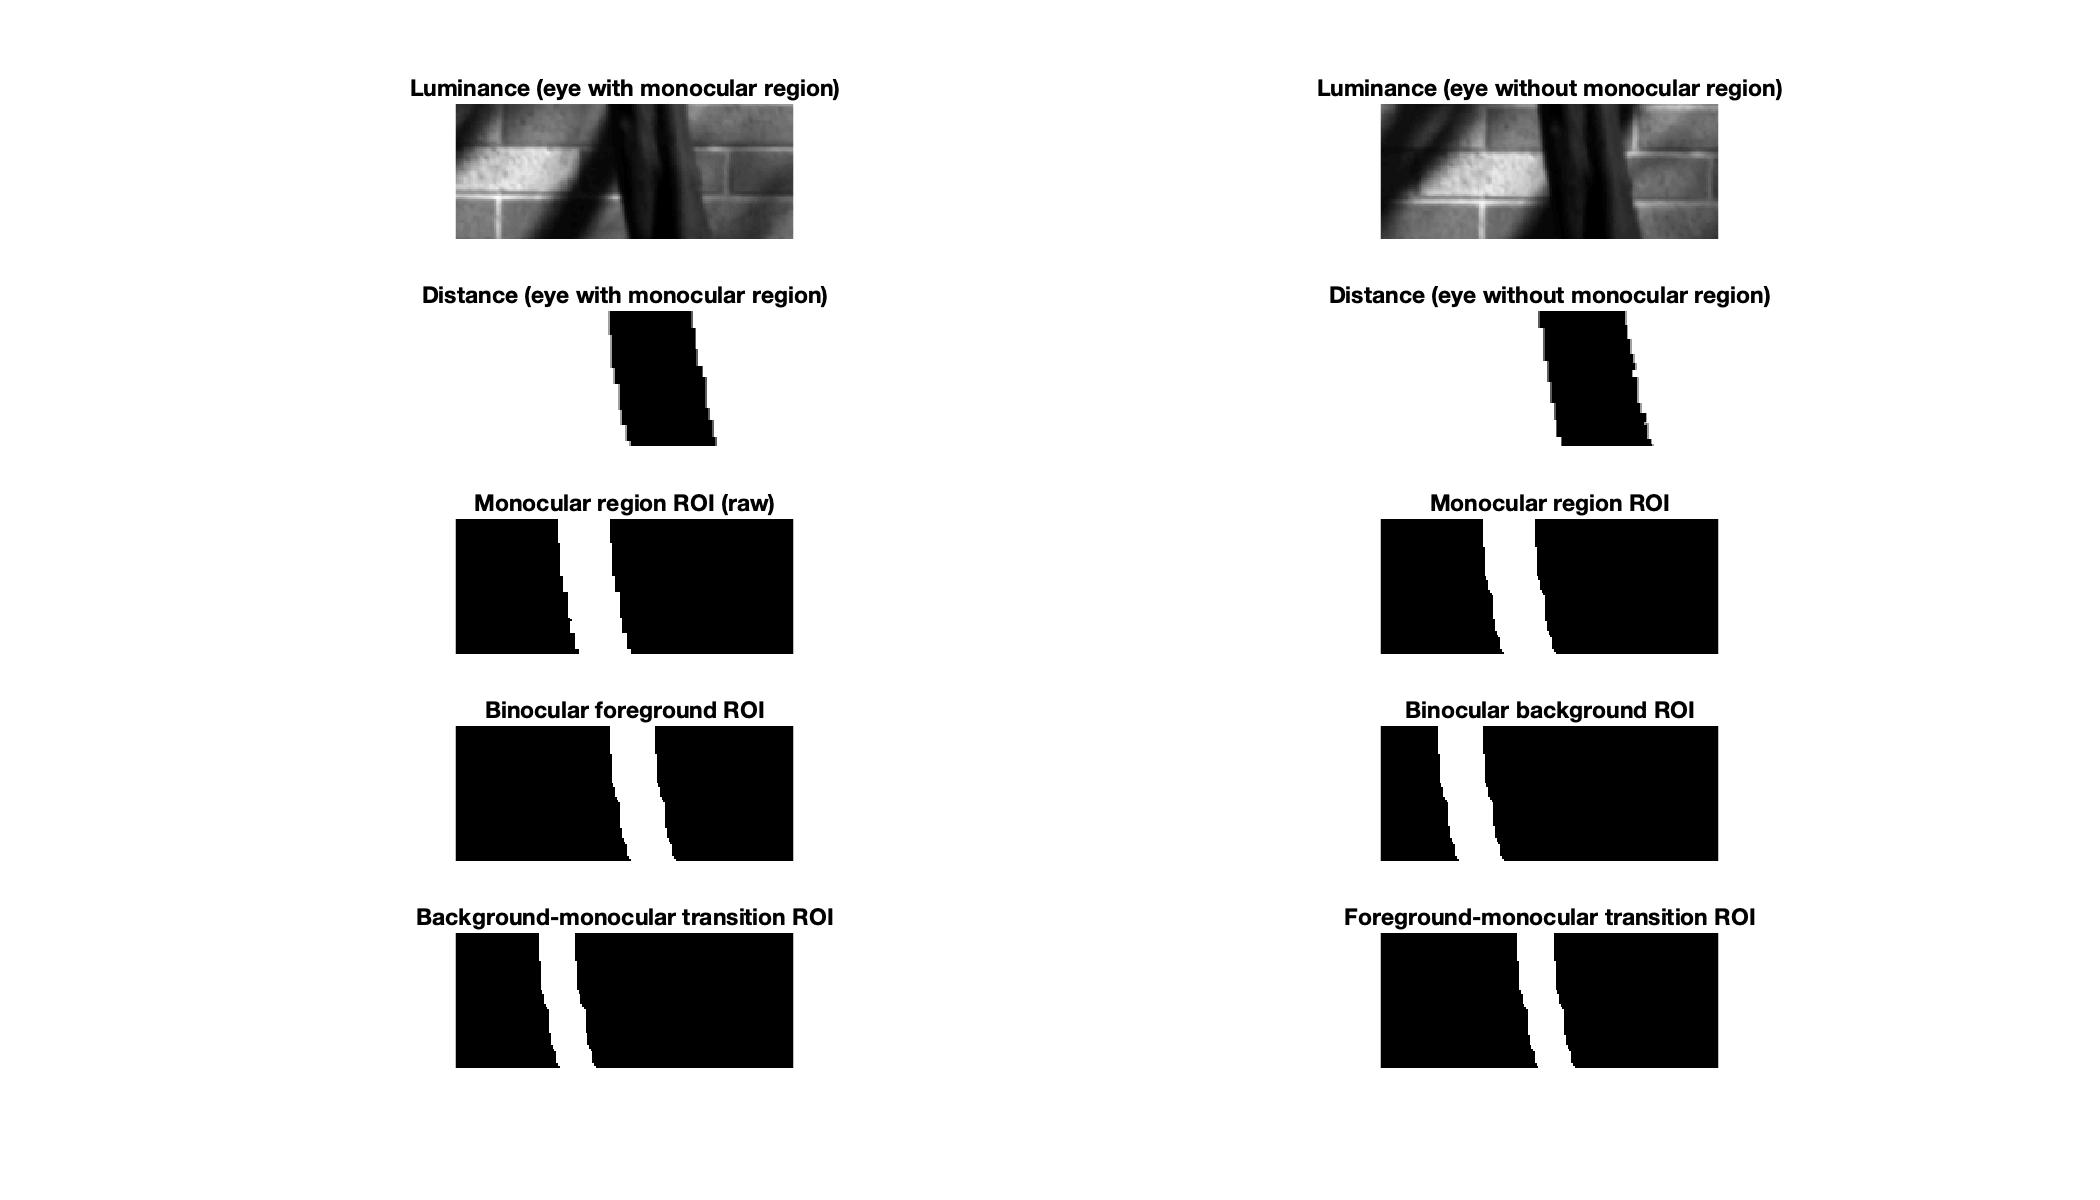 Luminance (eye with monocular region)
Luminance (eye without monocular region)
Distance (eye with monocular region)
Distance (eye without monocular region)
Monocular region ROI (raw)
Monocular region ROI
Binocular foreground ROI
Binocular background ROI
Background-monocular transition ROI
Foreground-monocular transition ROI